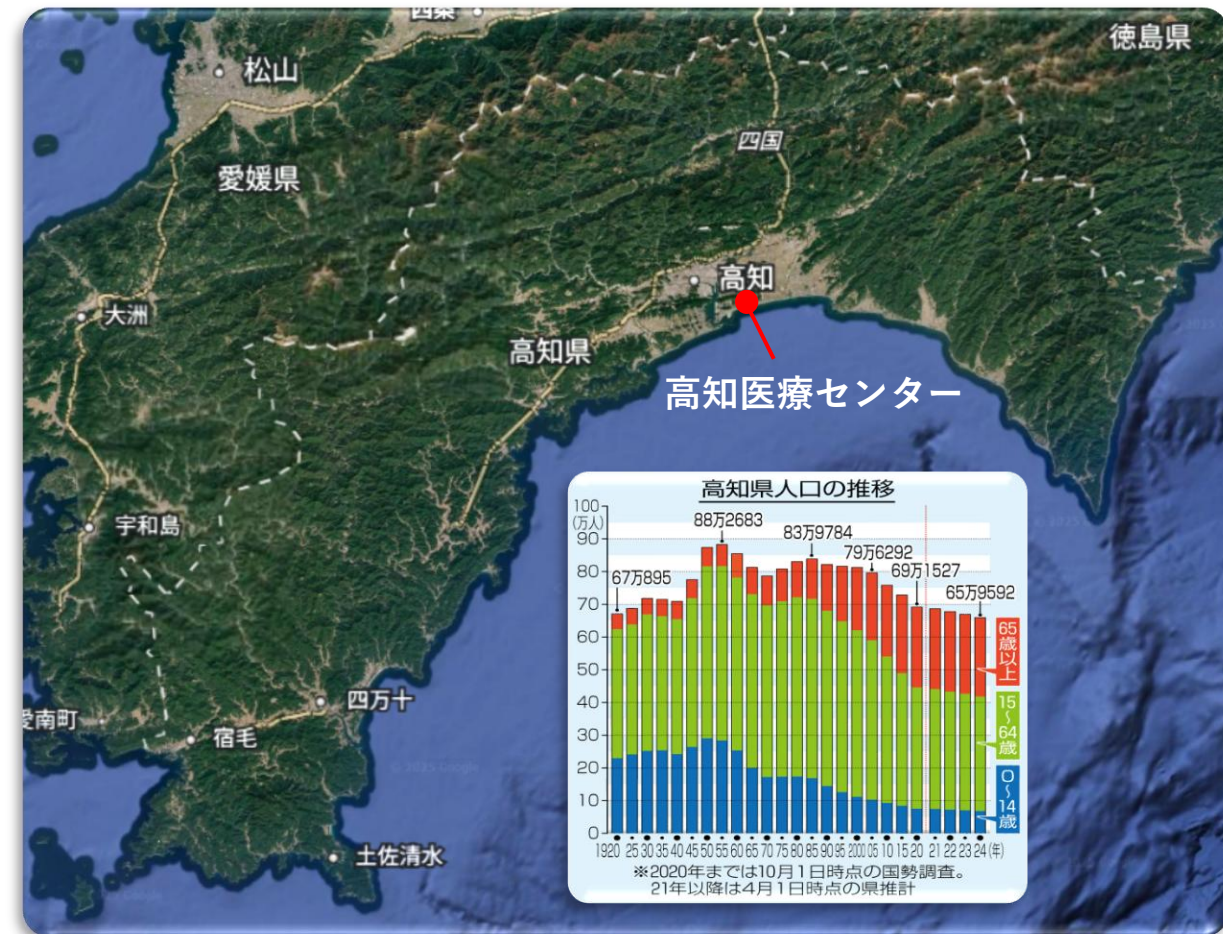 四条
徳島県
松山
四国
愛媛県
高知
大洲
高知県
高知医療センター
宇和島
四万十
愛南町
宿毛
土佐清水
高知県人口の推移
100
(万人)
90
80
70
60
50
40
30
20
10
0
67万895
88万2683
83万9784
79万6292
69万1527
65万9592
65歳以上
15～64歳
0～14歳
1920 25 30 35 40 45 50 55 60 65 70 75 80 85 90 95 2000 05 10 15 20 21 22 23 24(年)
※2020年までは10月1日時点の国勢調査。
21年以降は4月1日時点の県推計